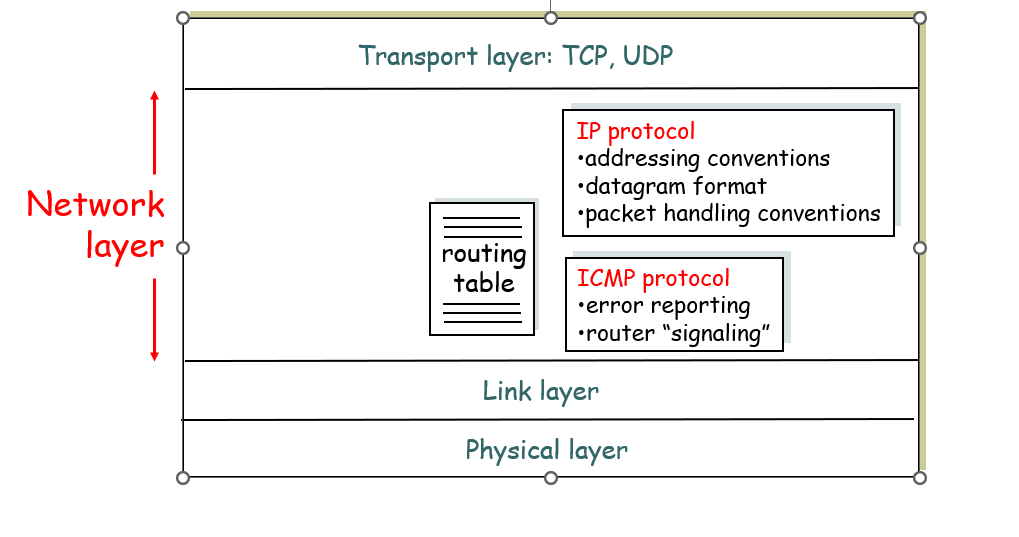 Transport layer: TCP, UDP
Network
layer
IP protocol
•addressing conventions
•datagram format
•packet handling conventions
routing
table
ICMP protocol
•error reporting
•router “signaling”
Link layer
Physical layer